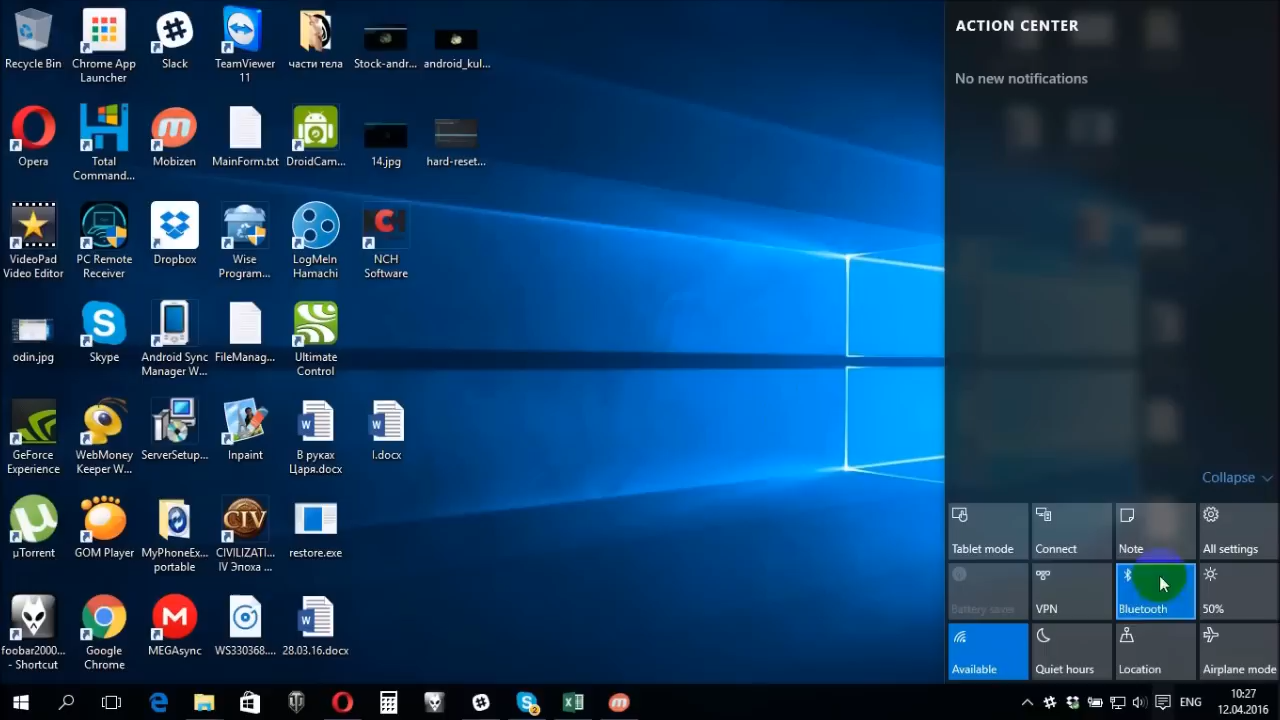 ACTION CENTER
No new notifications
Recycle Bin
Chrome App
Launcher
Slack
TeamViewer
11
части тела
Stock-andr...
android_kul...
Opera
Total
Command...
Mobizen
MainForm.txt
DroidCam...
14.jpg
hard-reset...
VideoPad
Video Editor
PC Remote
Receiver
Dropbox
Wise
Program...
LogMeIn
Hamachi
NCH
Software
odin.jpg
Skype
Android Sync
Manager W...
FileManag...
Ultimate
Control
GeForce
Experience
WebMoney
Keeper W...
ServerSetup...
Inpaint
В руках
Царя.docx
I.docx
µTorrent
GOM Player
MyPhoneEx...
portable
CIVILIZATI...
IV Эпоха ...
restore.exe
foobar2000...
- Shortcut
Google
Chrome
MEGAsync
WS330368....
28.03.16.docx
Collapse
Tablet mode
Connect
Note
All settings
Battery saver
VPN
Bluetooth
50%
Available
Quiet hours
Location
Airplane mode
ENG
10:27
12.04.2016